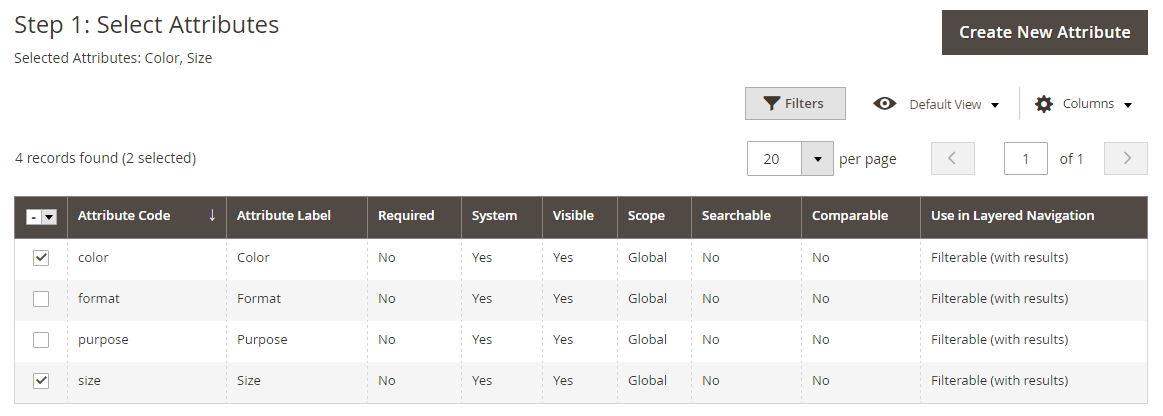 Step 1: Select Attributes
Create New Attribute
Selected Attributes: Color, Size
Filters Default View Columns
4 records found (2 selected) 20 per page 1 of 1
- Attribute Code ↓ Attribute Label Required System Visible Scope Searchable Comparable Use in Layered Navigation
color Color No Yes Yes Global No No Filterable (with results)
format Format No Yes Yes Global No No Filterable (with results)
purpose Purpose No Yes Yes Global No No Filterable (with results)
size Size No Yes Yes Global No No Filterable (with results)